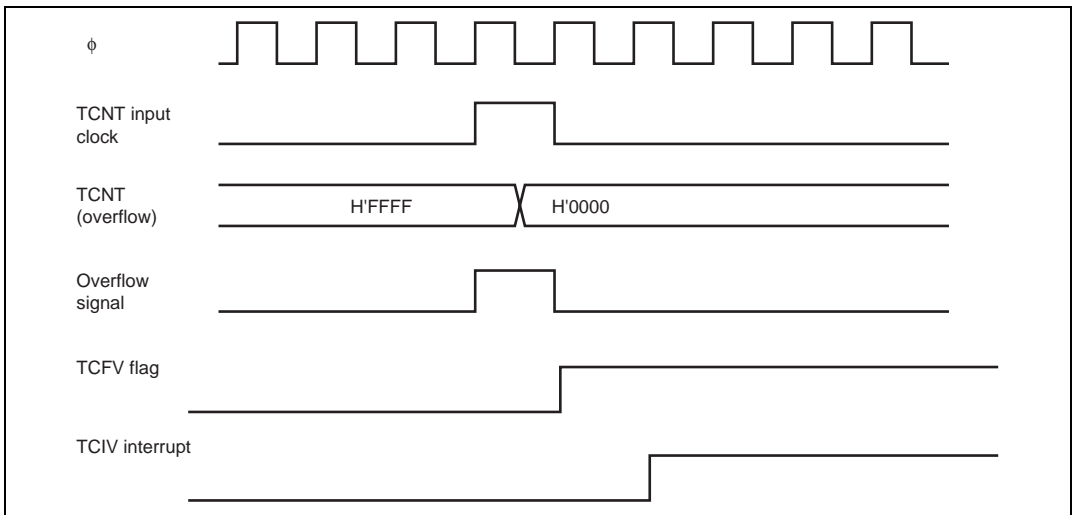 ϕ
TCNT input
clock
TCNT
(overflow)
H'FFFF
H'0000
Overflow
signal
TCFV flag
TCIV interrupt